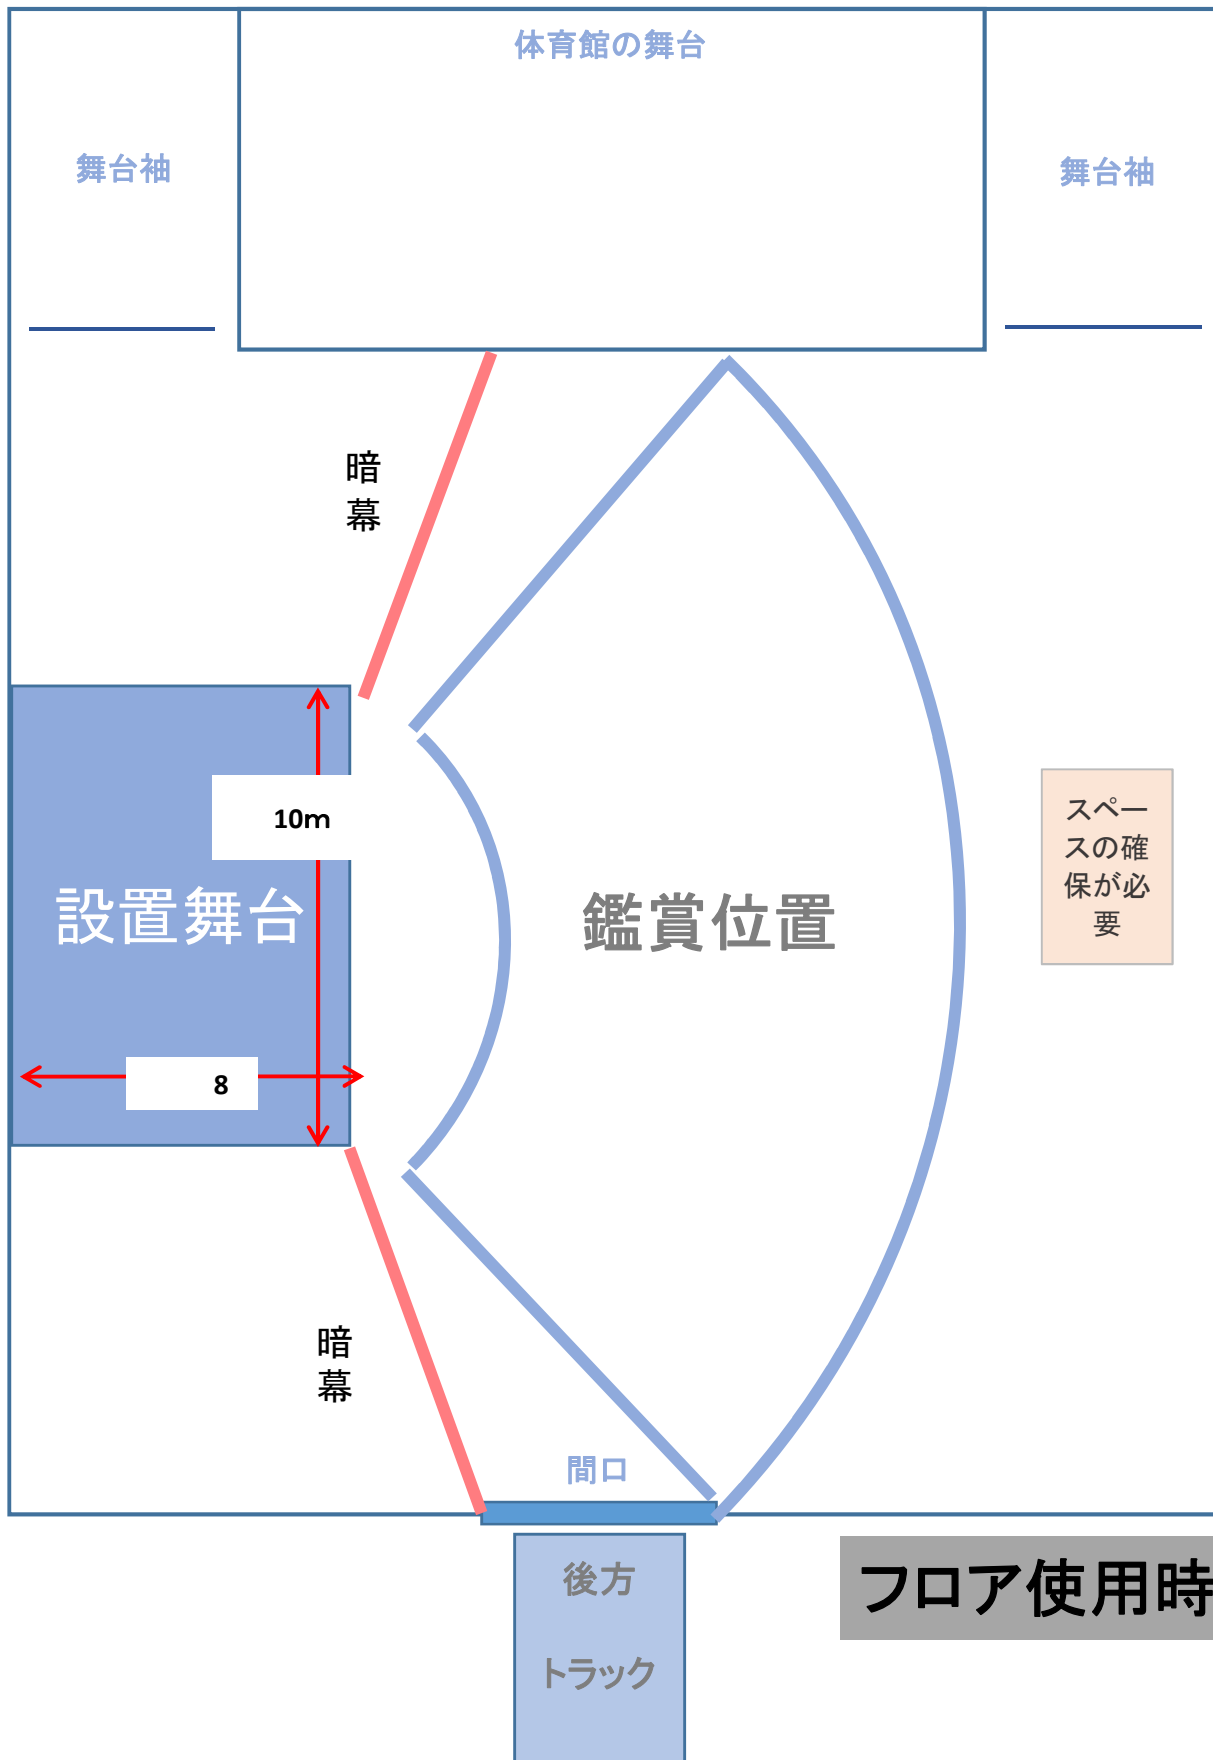 体育館の舞台
舞台袖
舞台袖
暗
幕
10m
設置舞台
鑑賞位置
スペー
スの確
保が必
要
8
暗
幕
間口
後方
トラック
フロア使用時